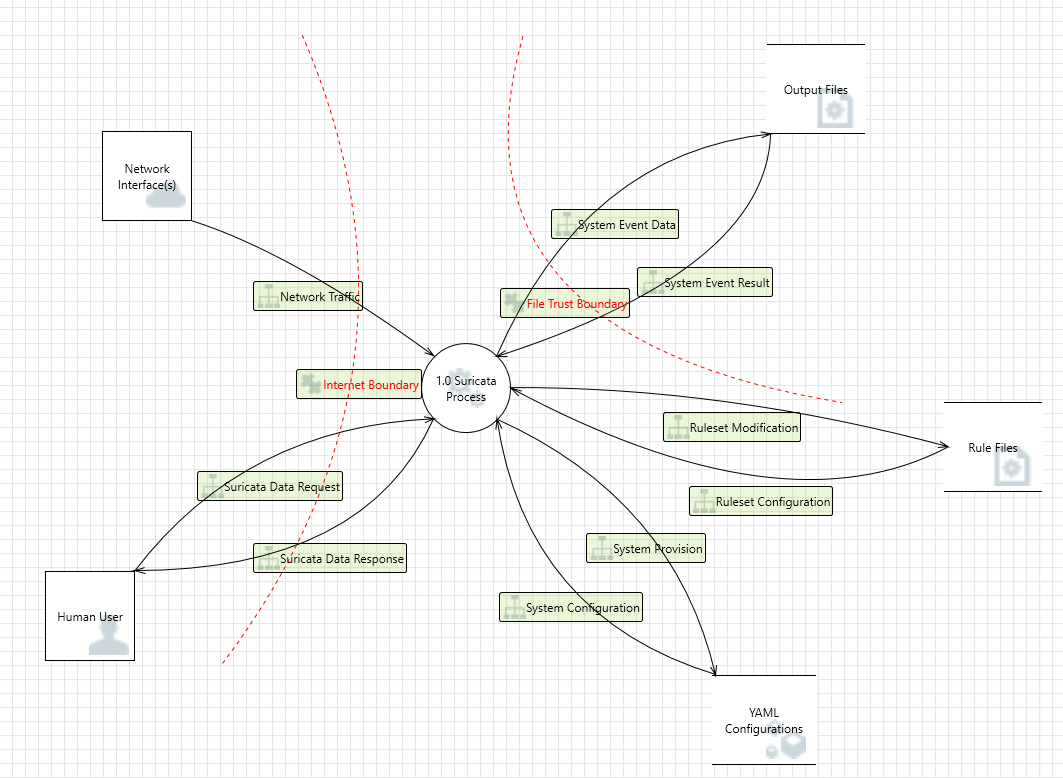 Output Files
Network
Interface(s)
System Event Data
System Event Result
Network Traffic
File Trust Boundary
Internet Boundary
1.0 Suricata
Process
Ruleset Modification
Rule Files
Suricata Data Request
Ruleset Configuration
System Provision
Suricata Data Response
System Configuration
Human User
YAML
Configurations